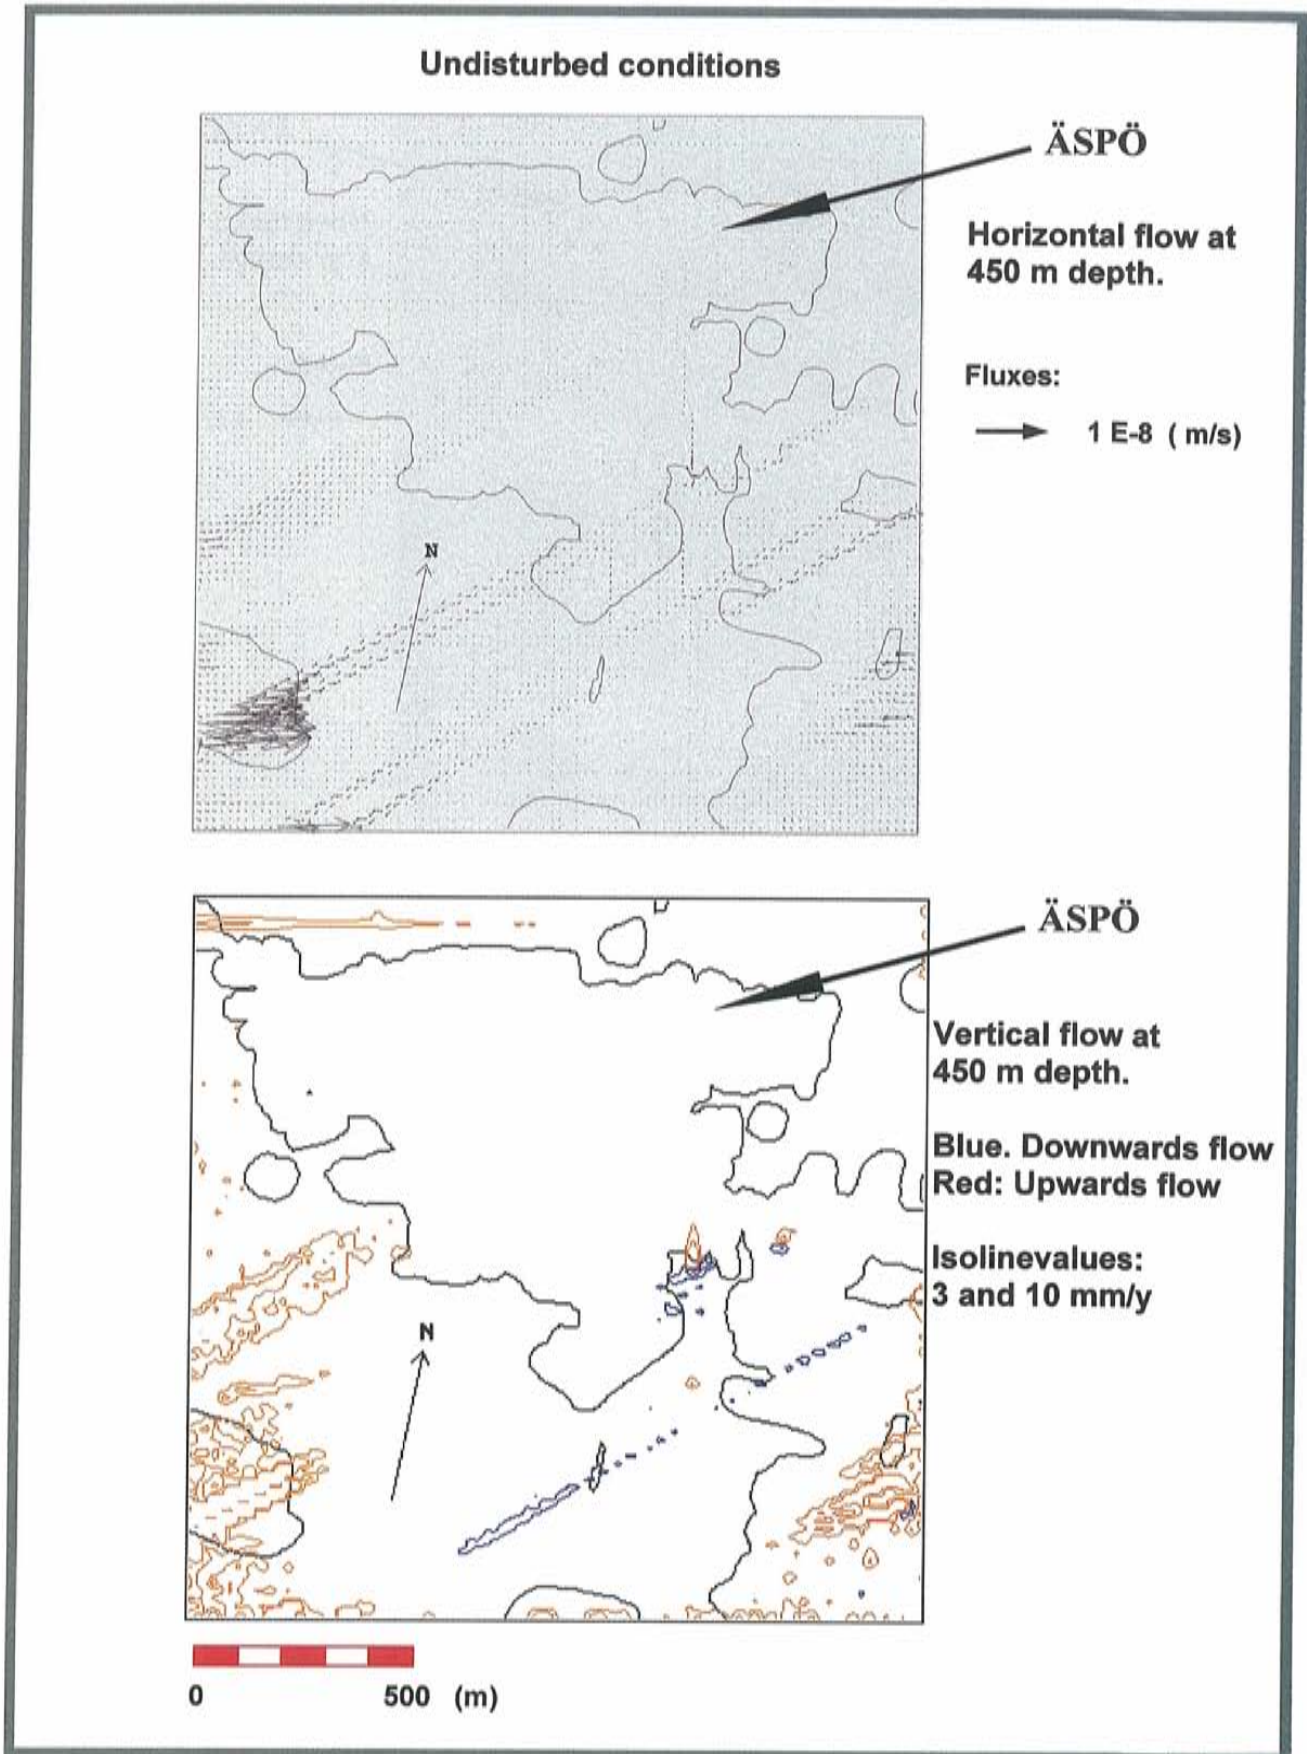 Undisturbed conditions
ÄSPÖ
Horizontal flow at
450 m depth.
Fluxes:
1 E-8 ( m/s)
N
ÄSPÖ
Vertical flow at
450 m depth.
Blue. Downwards flow
Red: Upwards flow
Isolinevalues:
3 and 10 mm/y
N
0 500 (m)